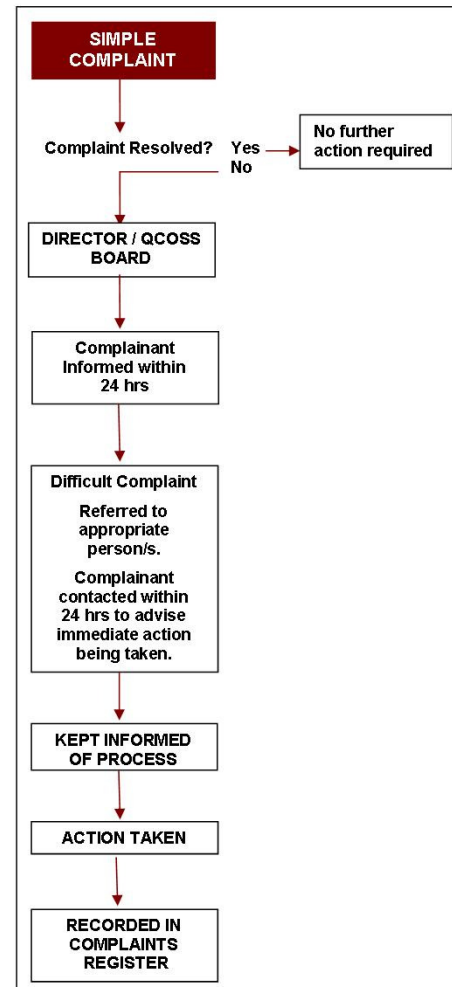 SIMPLE
COMPLAINT
Complaint Resolved? Yes
No
No further
action required
DIRECTOR / QCOSS
BOARD
Complainant
Informed within
24 hrs
Difficult Complaint
Referred to
appropriate
person/s.
Complainant
contacted within
24 hrs to advise
immediate action
being taken.
KEPT INFORMED
OF PROCESS
ACTION TAKEN
RECORDED IN
COMPLAINTS
REGISTER